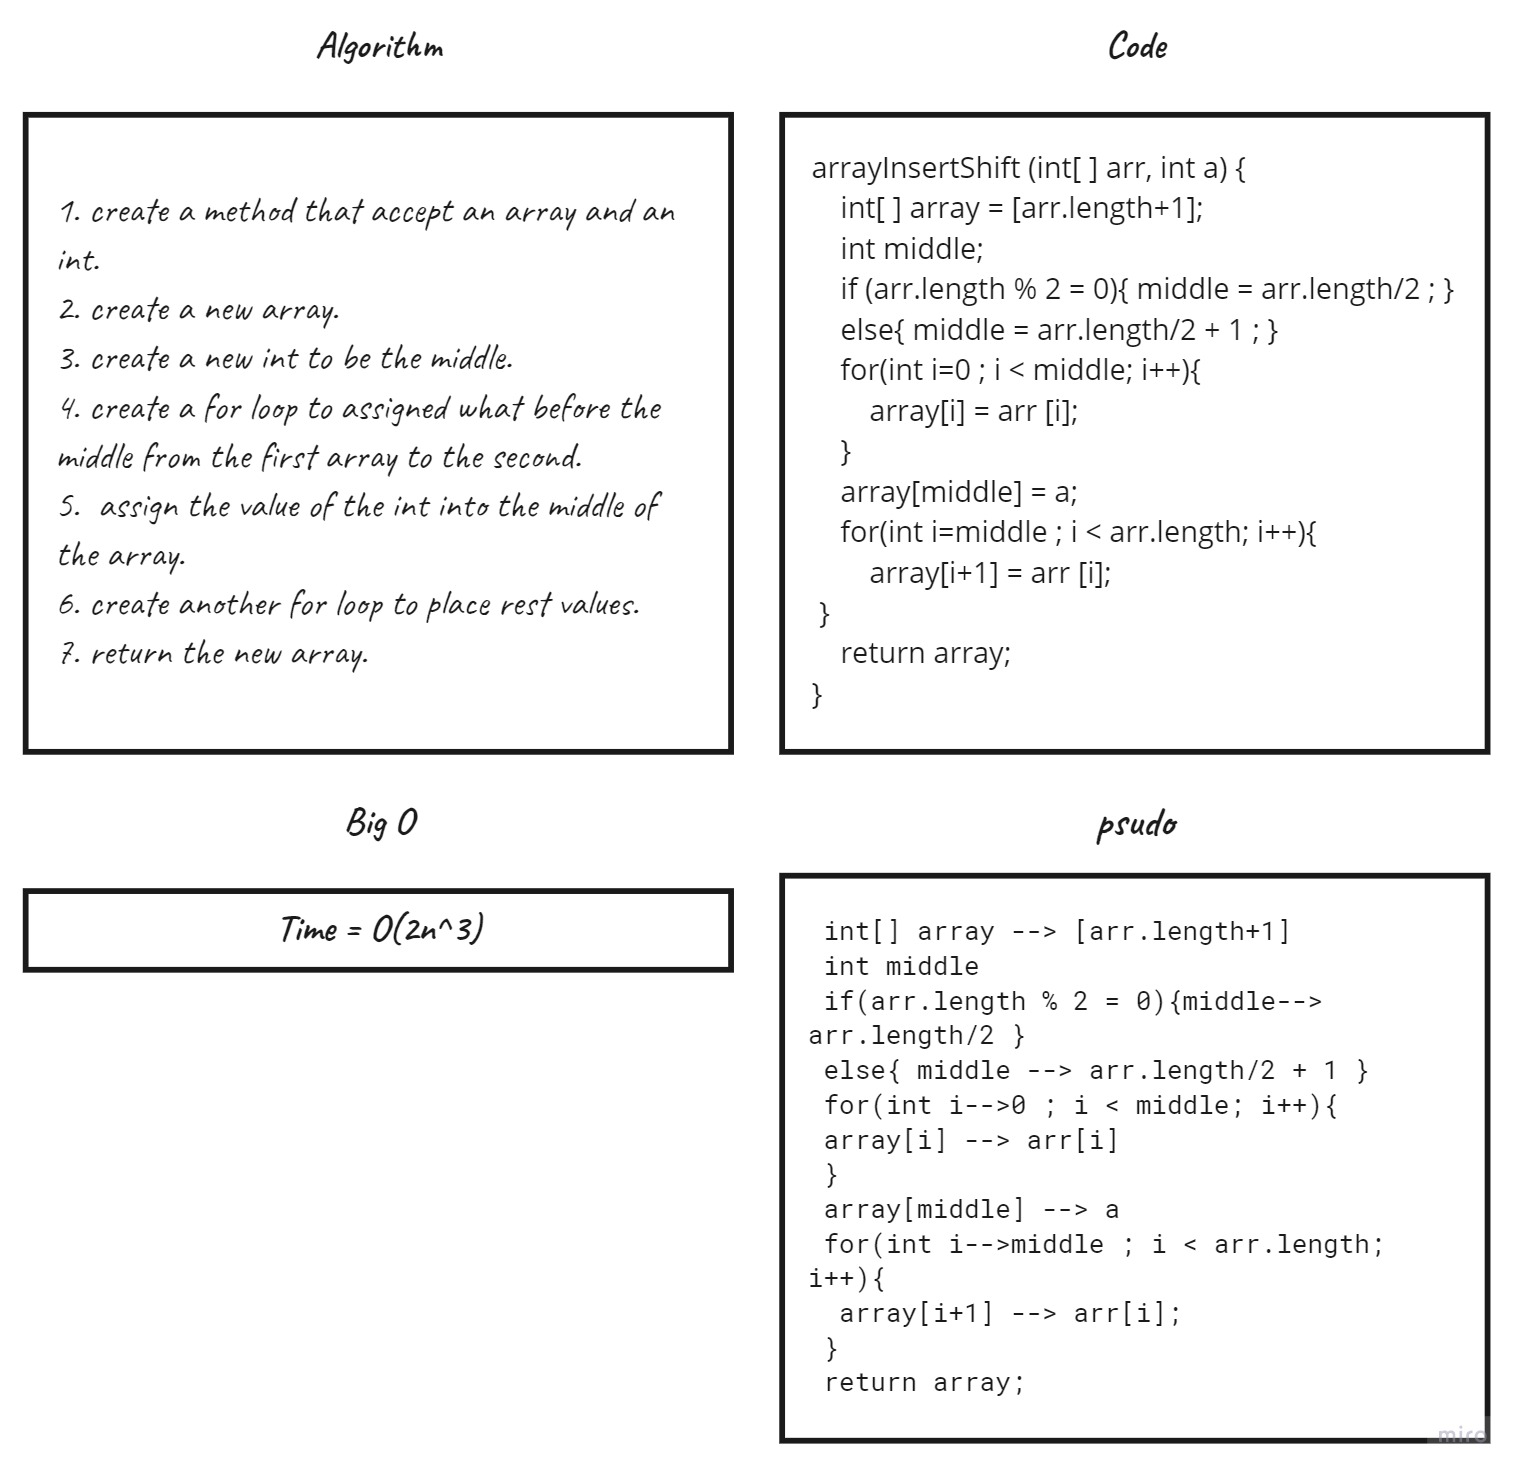 Algorithm
1. create a method that accept an array and an
int.
2. create a new array.
3. create a new int to be the middle.
4. create a for loop to assigned what before the
middle from the first array to the second.
5.  assign the value of the int into the middle of
the array.
6. create another for loop to place rest values.
7. return the new array.
Code
arrayInsertShift (int[ ] arr, int a) {
    int[ ] array = [arr.length+1];
    int middle;
    if (arr.length % 2 = 0){ middle = arr.length/2 ; }
    else{ middle = arr.length/2 + 1 ; }
    for(int i=0 ; i < middle; i++){
        array[i] = arr [i];
    }
    array[middle] = a;
    for(int i=middle ; i < arr.length; i++){
        array[i+1] = arr [i];
 }
    return array;
}
Big O
Time = O(2n^3)
psudo
 int[] array --> [arr.length+1]
 int middle
 if(arr.length % 2 = 0){middle-->
arr.length/2 }
 else{ middle --> arr.length/2 + 1 }
 for(int i-->0 ; i < middle; i++){
 array[i] --> arr[i]
 }
 array[middle] --> a
 for(int i-->middle ; i < arr.length;
i++){
  array[i+1] --> arr[i];
 }
 return array;
miro